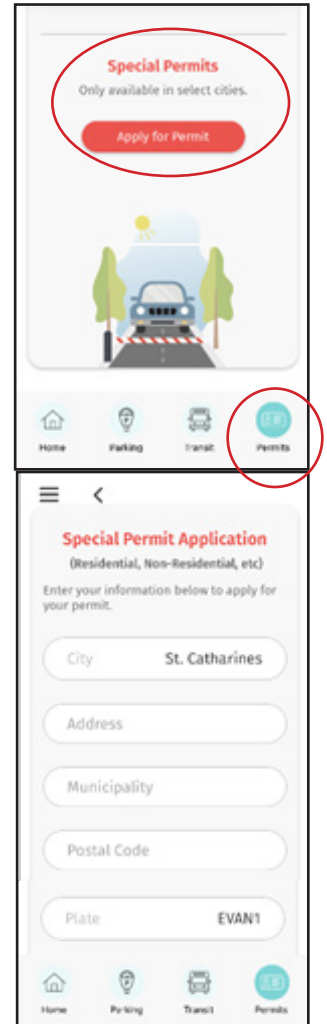 Special Permits
Only available in select cities.
Apply for Permit
Home Parking Transit Permits
Special Permit Application
(Residential, Non-Residential, etc)
Enter your information below to apply for
your permit.
City St. Catharines
Address
Municipality
Postal Code
Plate EVAN1
Home Parking Transit Permits